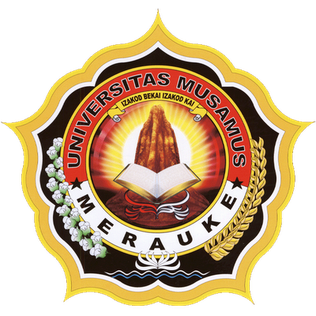 UNIVERSITAS MUSAMUS
IZAKOD BEKAI IZAKOD KAI
MERAUKE